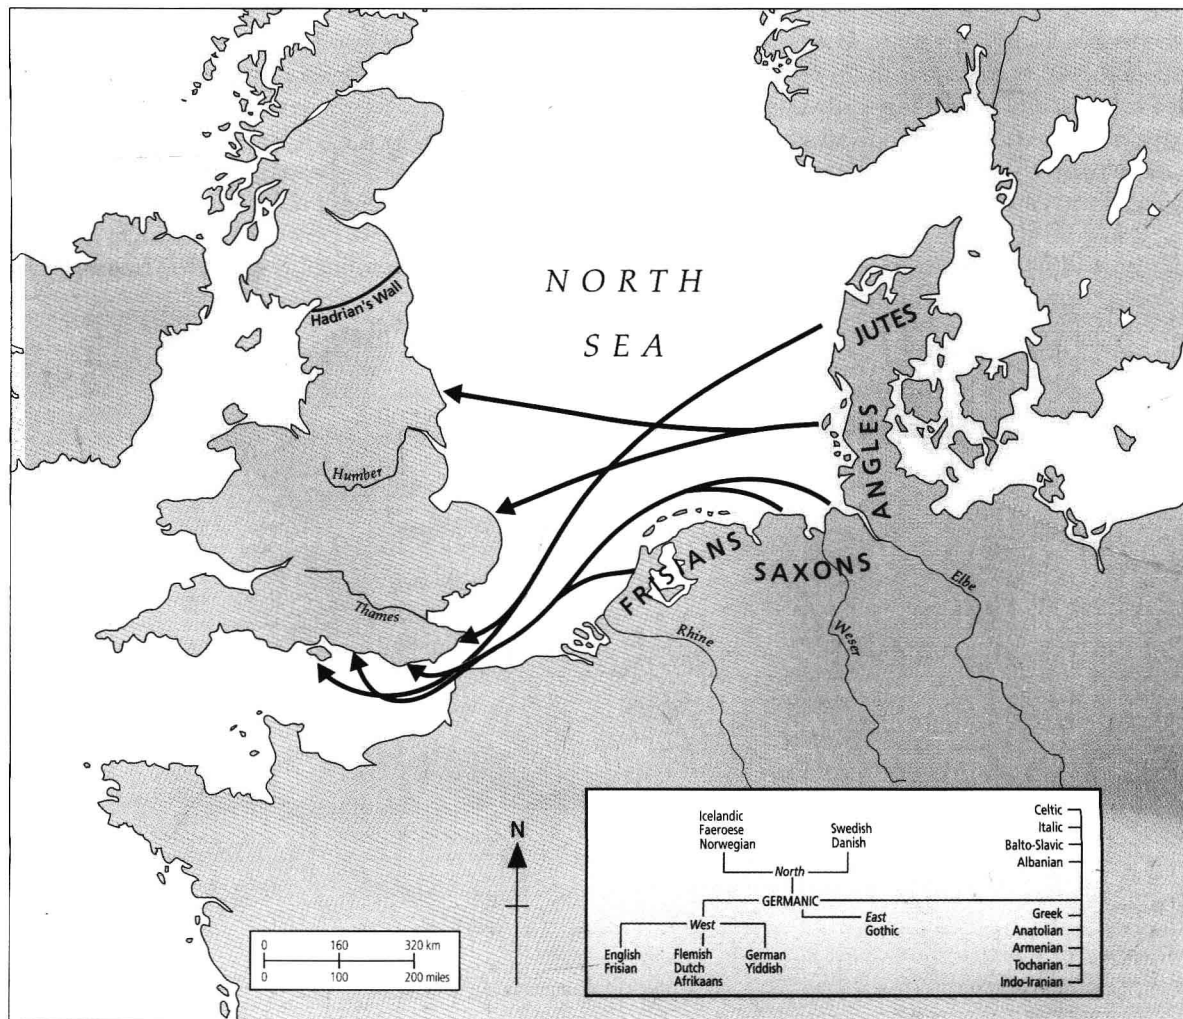 NORTH
SEA
Hadrian's Wall
JUTES
ANGLES
Humber
FRISIANS
SAXONS
Elbe
Thames
Rhine
Weser
N
0 160 320 km
0 100 200 miles
Icelandic
Faeroese
Norwegian
Swedish
Danish
North
GERMANIC
West
East
Gothic
English
Frisian
Flemish
Dutch
Afrikaans
German
Yiddish
Celtic
Italic
Balto-Slavic
Albanian
Greek
Anatolian
Armenian
Tocharian
Indo-Iranian